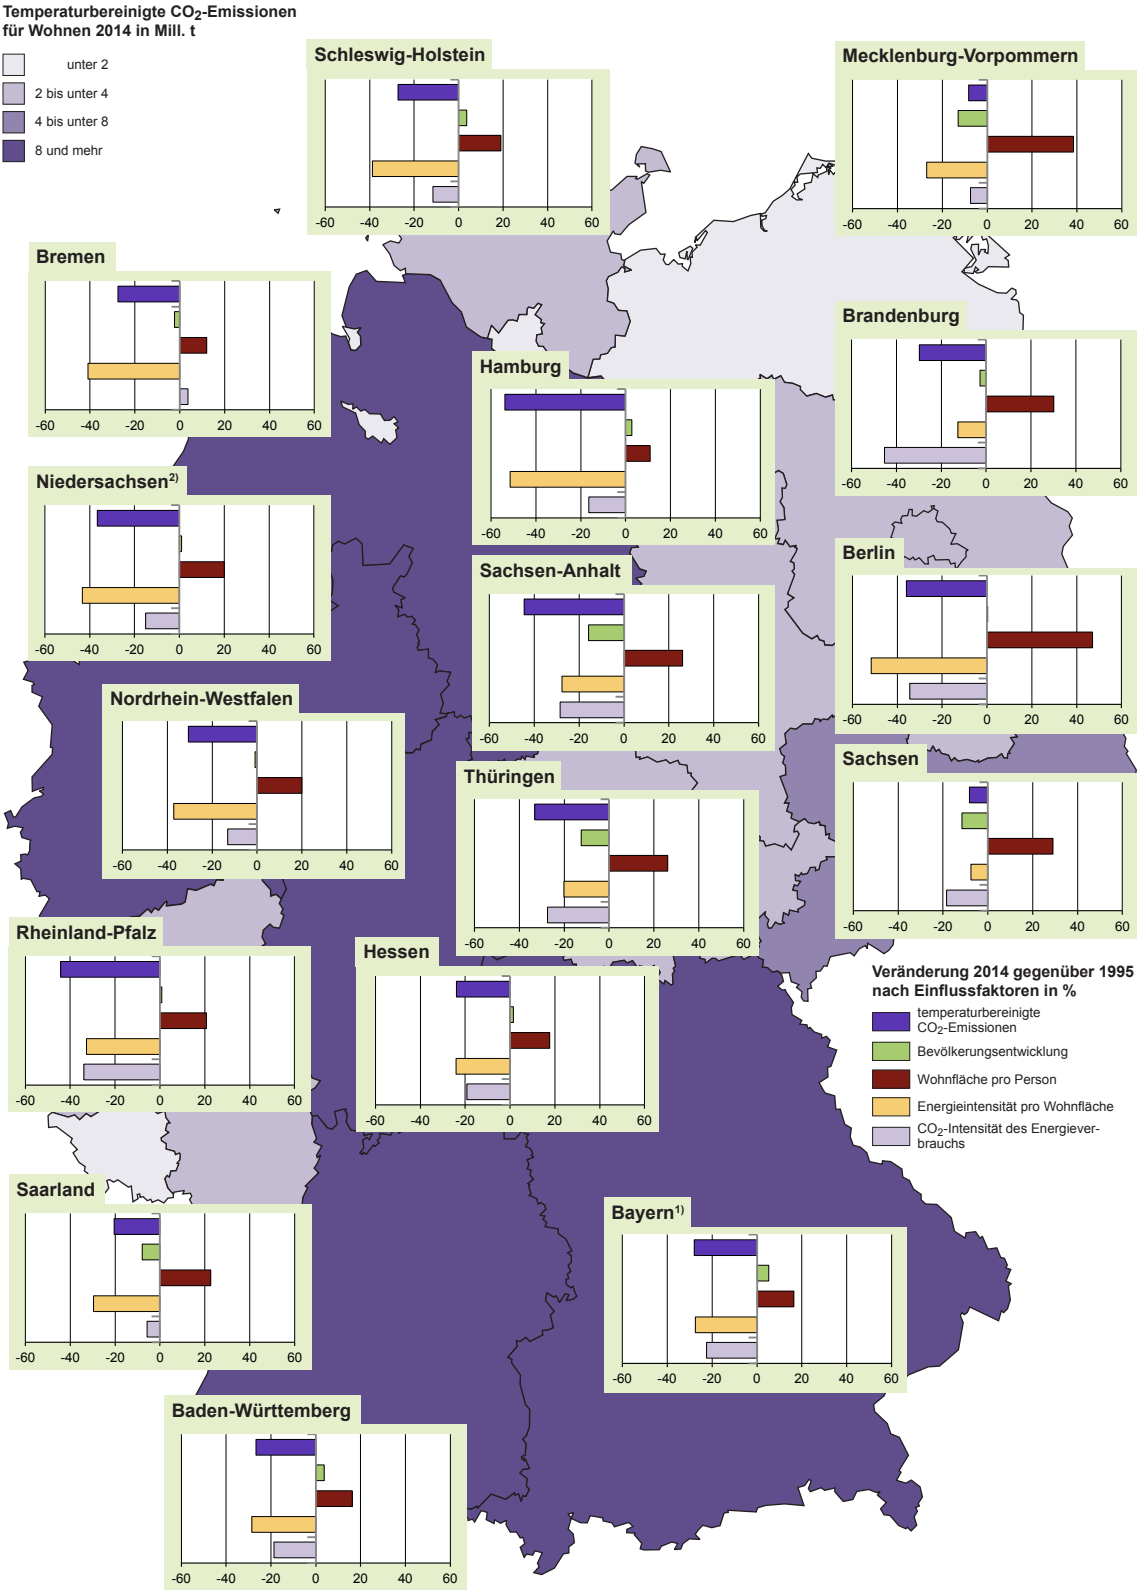 Temperaturbereinigte CO₂-Emissionen
für Wohnen 2014 in Mill. t
unter 2
2 bis unter 4
4 bis unter 8
8 und mehr
Schleswig-Holstein
-60 -40 -20 0 20 40 60
Mecklenburg-Vorpommern
-60 -40 -20 0 20 40 60
Bremen
-60 -40 -20 0 20 40 60
Brandenburg
-60 -40 -20 0 20 40 60
Hamburg
-60 -40 -20 0 20 40 60
Niedersachsen²⁾
-60 -40 -20 0 20 40 60
Berlin
-60 -40 -20 0 20 40 60
Sachsen-Anhalt
-60 -40 -20 0 20 40 60
Nordrhein-Westfalen
-60 -40 -20 0 20 40 60
Sachsen
-60 -40 -20 0 20 40 60
Thüringen
-60 -40 -20 0 20 40 60
Rheinland-Pfalz
-60 -40 -20 0 20 40 60
Hessen
-60 -40 -20 0 20 40 60
Veränderung 2014 gegenüber 1995
nach Einflussfaktoren in %
temperaturbereinigte
CO₂-Emissionen
Bevölkerungsentwicklung
Wohnfläche pro Person
Energieintensität pro Wohnfläche
CO₂-Intensität des Energiever-
brauchs
Saarland
-60 -40 -20 0 20 40 60
Bayern¹⁾
-60 -40 -20 0 20 40 60
Baden-Württemberg
-60 -40 -20 0 20 40 60